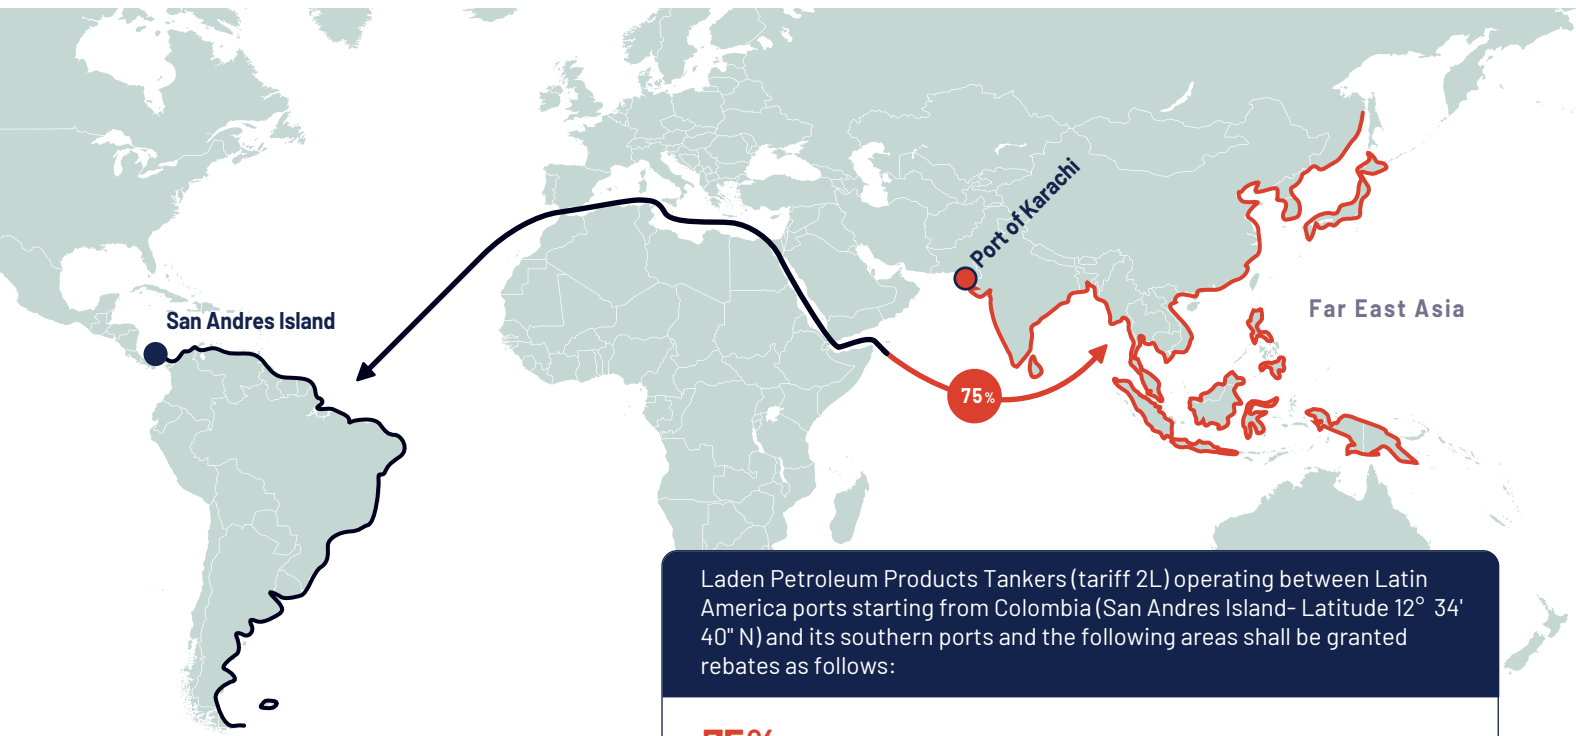 Port of Karachi
Far East Asia
San Andres Island
75%
Laden Petroleum Products Tankers (tariff 2L) operating between Latin
America ports starting from Colombia (San Andres Island- Latitude 12° 34'
40" N) and its southern ports and the following areas shall be granted
rebates as follows:
75%